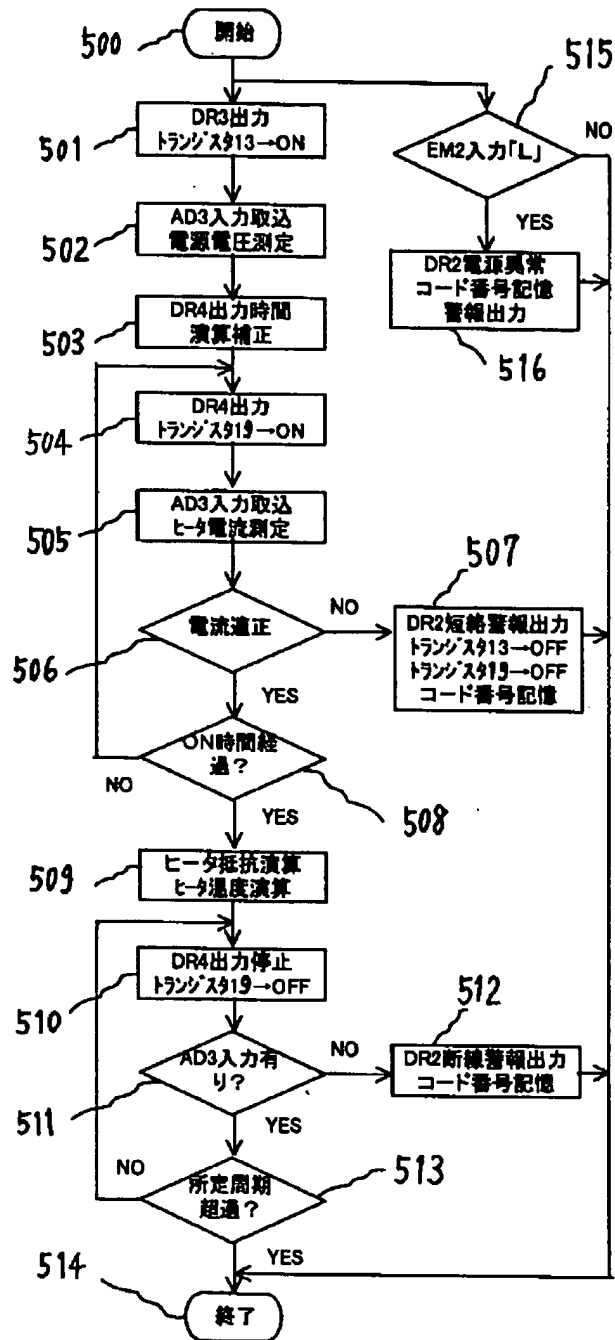 500
開始
515
501
DR3出力
トランジスタ13→ON
EM2入力「L」
NO
YES
502
AD3入力取込
電源電圧測定
DR2電源異常
コード番号記憶
警報出力
516
503
DR4出力時間
演算補正
504
DR4出力
トランジスタ19→ON
505
AD3入力取込
ヒータ電流測定
507
506
電流適正
NO
DR2短絡警報出力
トランジスタ13→OFF
トランジスタ19→OFF
コード番号記憶
YES
ON時間経
過?
NO
508
YES
509
ヒータ抵抗演算
ヒータ温度演算
510
DR4出力停止
トランジスタ19→OFF
512
511
AD3入力有
り?
NO
DR2断線警報出力
コード番号記憶
YES
513
NO
所定周期
超過?
YES
514
終了